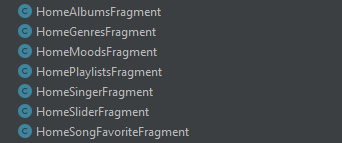 C HomeAlbumsFragment
C HomeGenresFragment
C HomeMoodsFragment
C HomePlaylistsFragment
C HomeSingerFragment
C HomeSliderFragment
C HomeSongFavoriteFragment